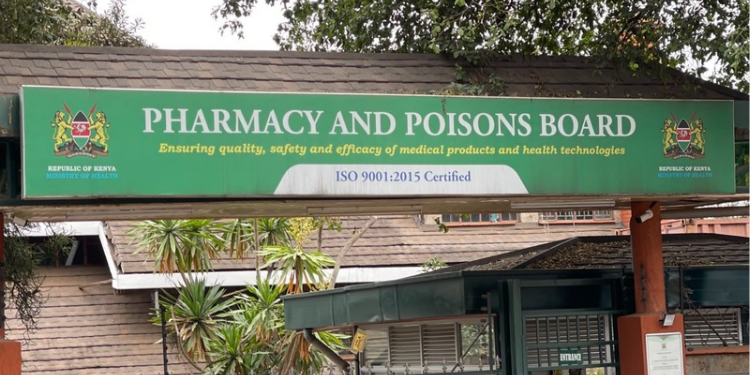 PHARMACY AND POISONS BOARD
Ensuring quality, safety and efficacy of medical products and health technologies
REPUBLIC OF KENYA
MINISTRY OF HEALTH
REPUBLIC OF KENYA
MINISTRY OF HEALTH
ISO 9001:2015 Certified
ENTRANCE